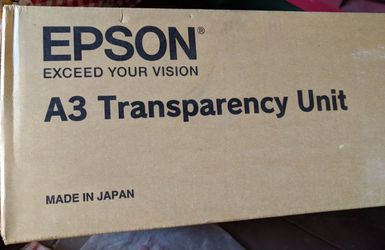 EPSON®
EXCEED YOUR VISION
A3 Transparency Unit
MADE IN JAPAN